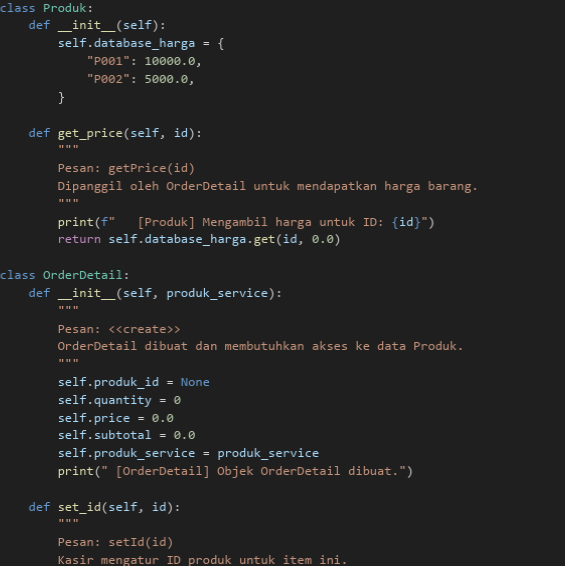 class Produk:
    def __init__(self):
        self.database_harga = {
            "P001": 10000.0,
            "P002": 5000.0,
        }

    def get_price(self, id):
        """
        Pesan: getPrice(id)
        Dipanggil oleh OrderDetail untuk mendapatkan harga barang.
        """
        print(f"   [Produk] Mengambil harga untuk ID: {id}")
        return self.database_harga.get(id, 0.0)

class OrderDetail:
    def __init__(self, produk_service):
        """
        Pesan: <<create>>
        OrderDetail dibuat dan membutuhkan akses ke data Produk.
        """
        self.produk_id = None
        self.quantity = 0
        self.price = 0.0
        self.subtotal = 0.0
        self.produk_service = produk_service
        print(" [OrderDetail] Objek OrderDetail dibuat.")

    def set_id(self, id):
        """
        Pesan: setId(id)
        Kasir mengatur ID produk untuk item ini.